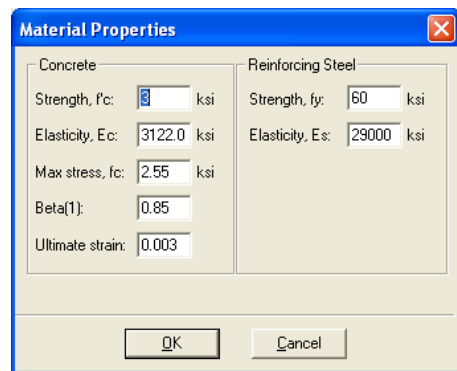 Material Properties
Concrete
Strength, f'c: 3 ksi
Elasticity, Ec: 3122.0 ksi
Max stress, fc: 2.55 ksi
Beta(1): 0.85
Ultimate strain: 0.003
Reinforcing Steel
Strength, fy: 60 ksi
Elasticity, Es: 29000 ksi
OK Cancel